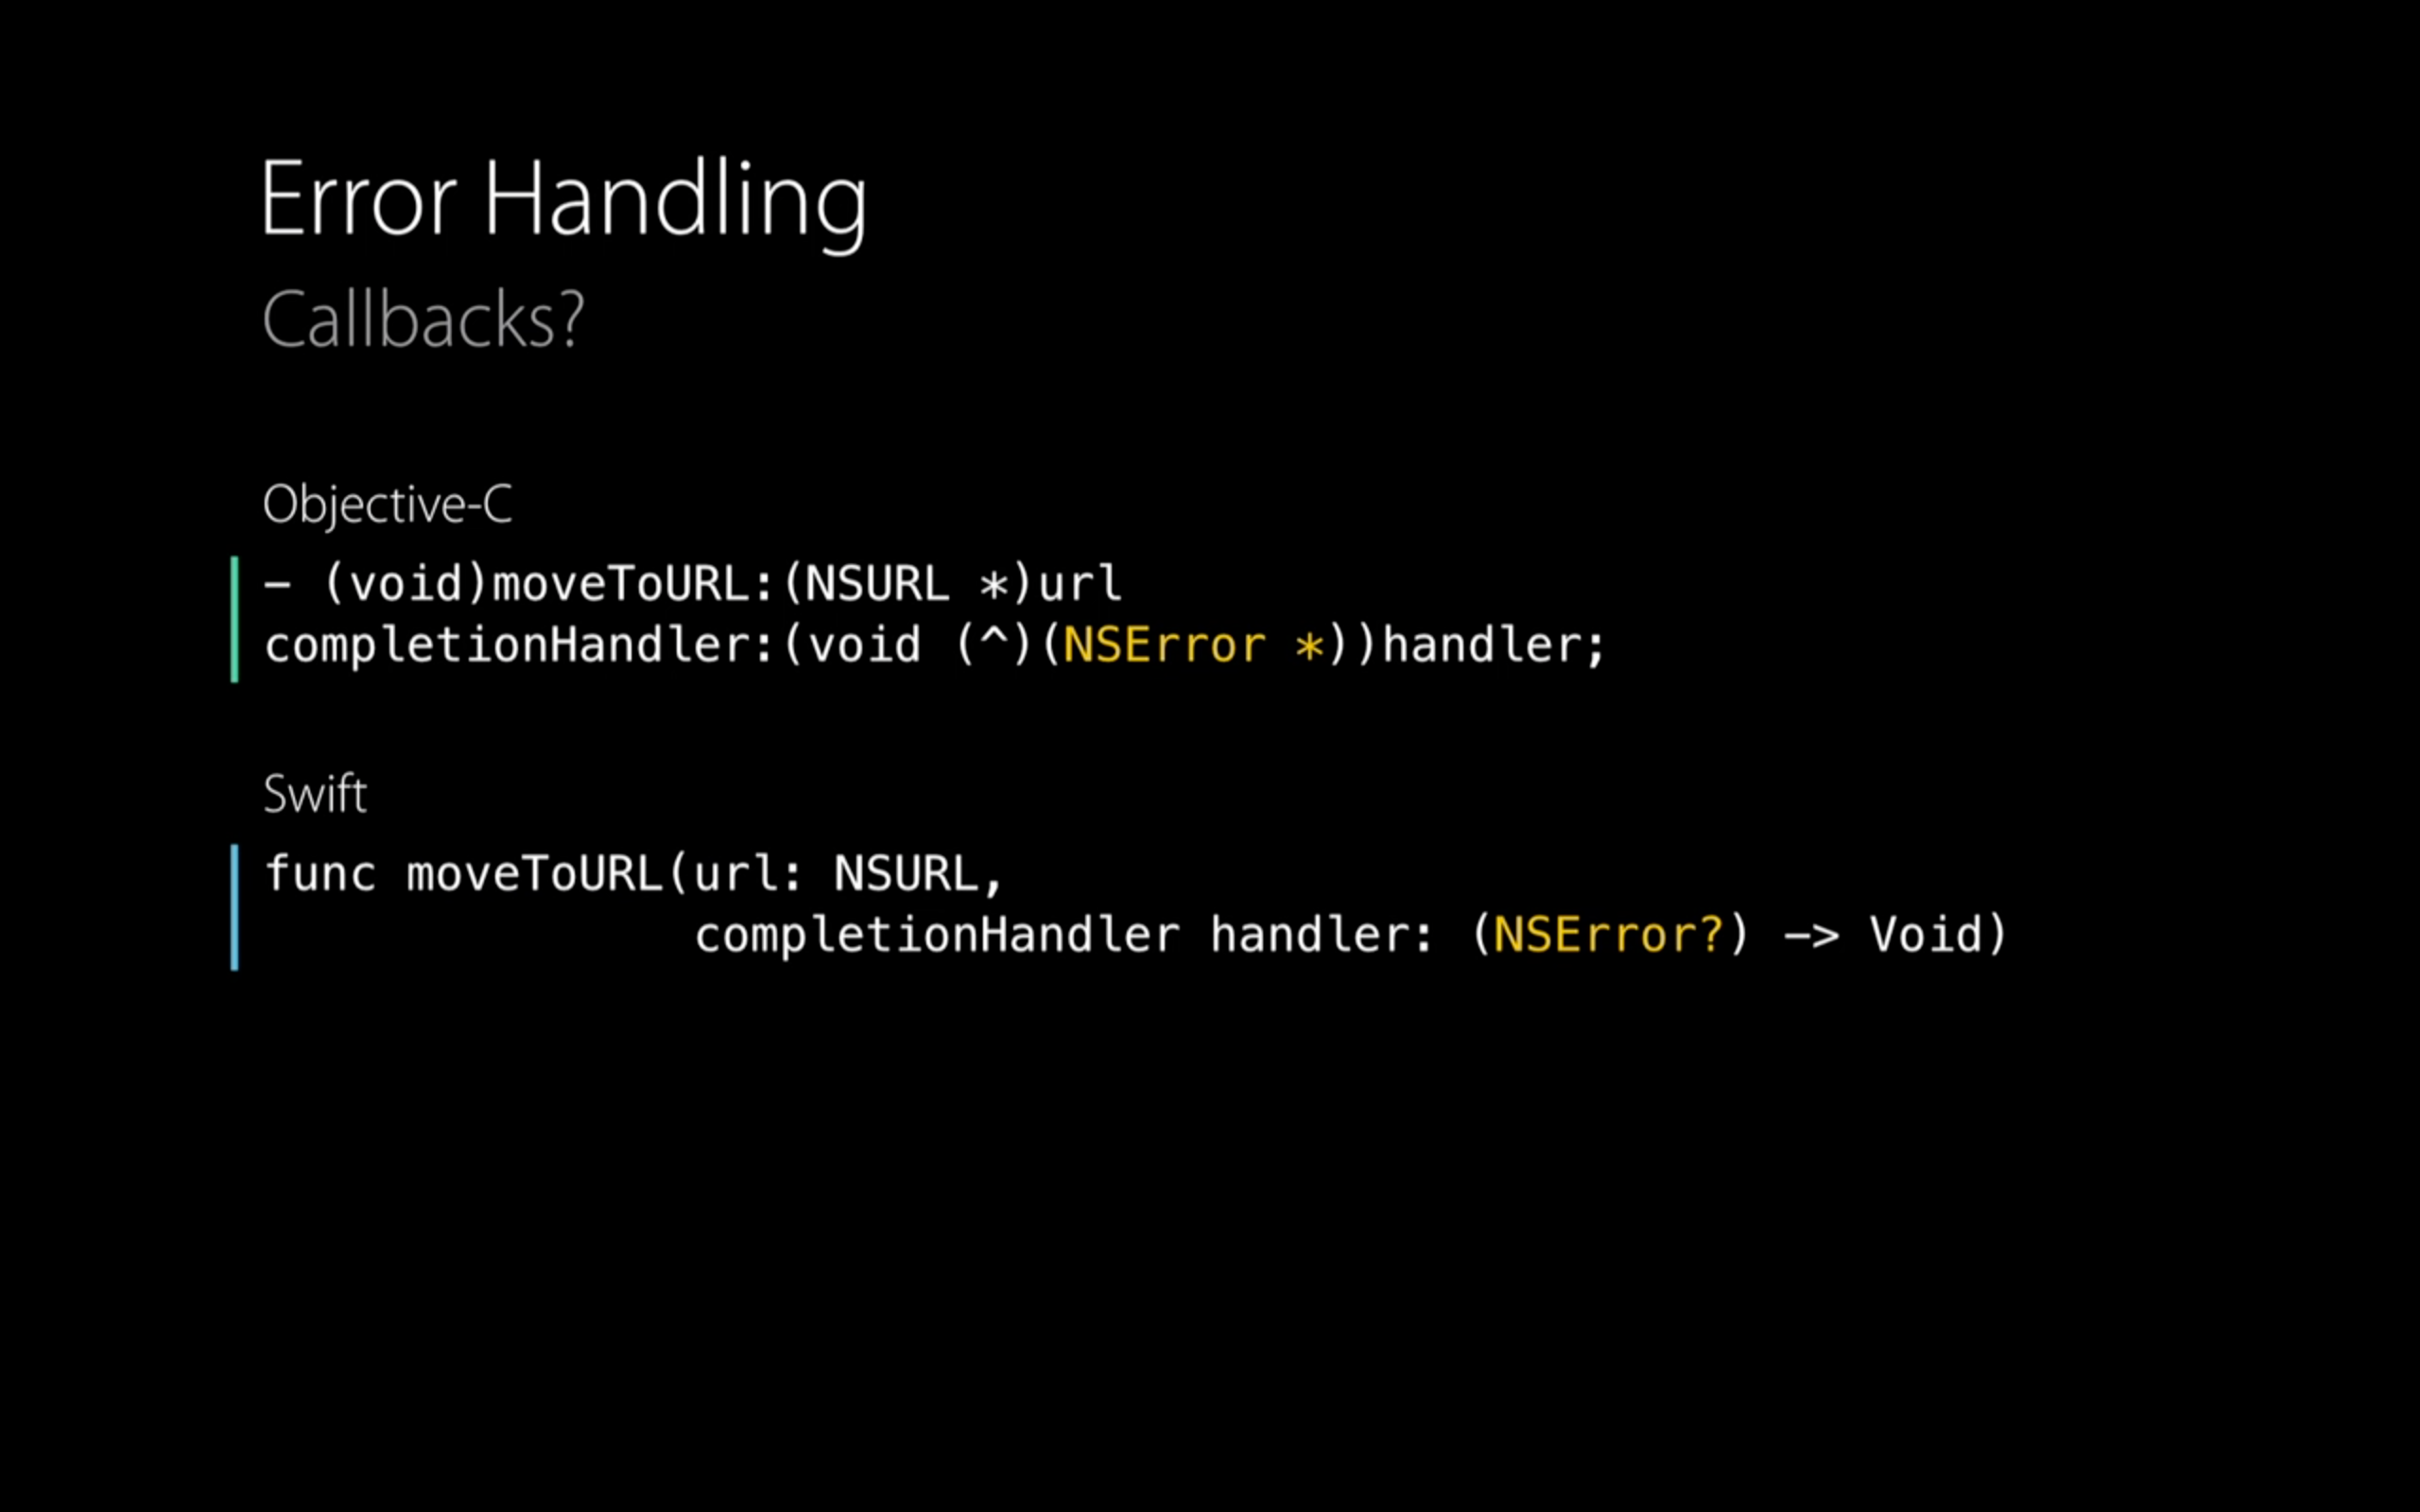 Error Handling
Callbacks?
Objective-C
- (void)moveToURL:(NSURL *)url
completionHandler:(void (^)(NSError *))handler;
Swift
func moveToURL(url: NSURL,
completionHandler handler: (NSError?) -> Void)